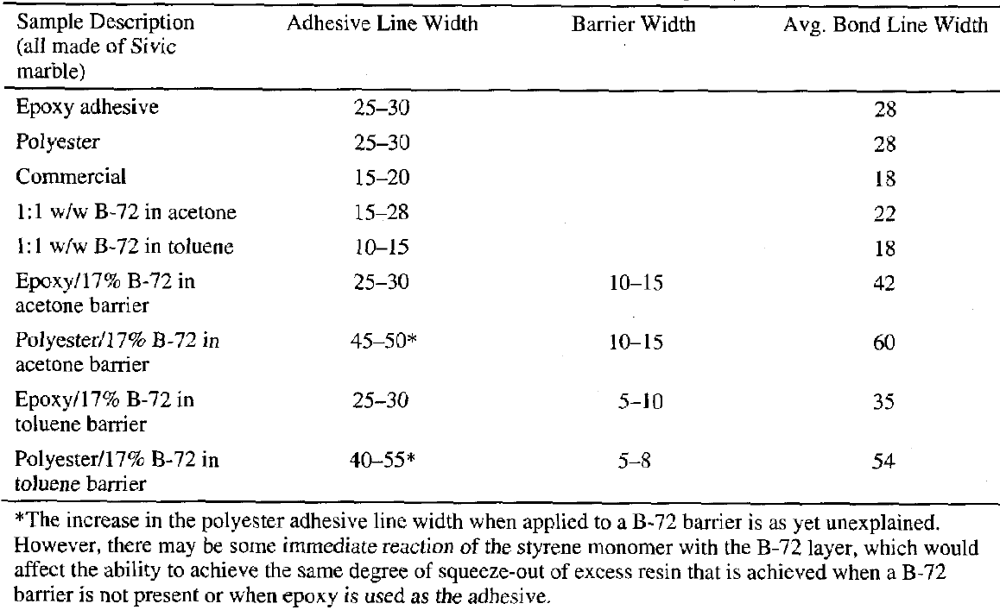 Sample Description Adhesive Line Width Barrier Width Avg. Bond Line Width
(all made of Sivic
marble)
Epoxy adhesive 25–30 28
Polyester 25–30 28
Commercial 15–20 18
1:1 w/w B-72 in acetone 15–28 22
1:1 w/w B-72 in toluene 10–15 18
Epoxy/17% B-72 in 25–30 10–15 42
acetone barrier
Polyester/17% B-72 in 45–50* 10–15 60
acetone barrier
Epoxy/17% B-72 in 25–30 5–10 35
toluene barrier
Polyester/17% B-72 in 40–55* 5–8 54
toluene barrier
*The increase in the polyester adhesive line width when applied to a B-72 barrier is as yet unexplained.
However, there may be some immediate reaction of the styrene monomer with the B-72 layer, which would
affect the ability to achieve the same degree of squeeze-out of excess resin that is achieved when a B-72
barrier is not present or when epoxy is used as the adhesive.